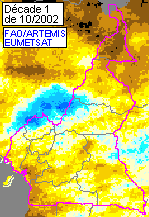 Décade 1
de 10/2002
FAO/ARTEMIS
EUMETSAT